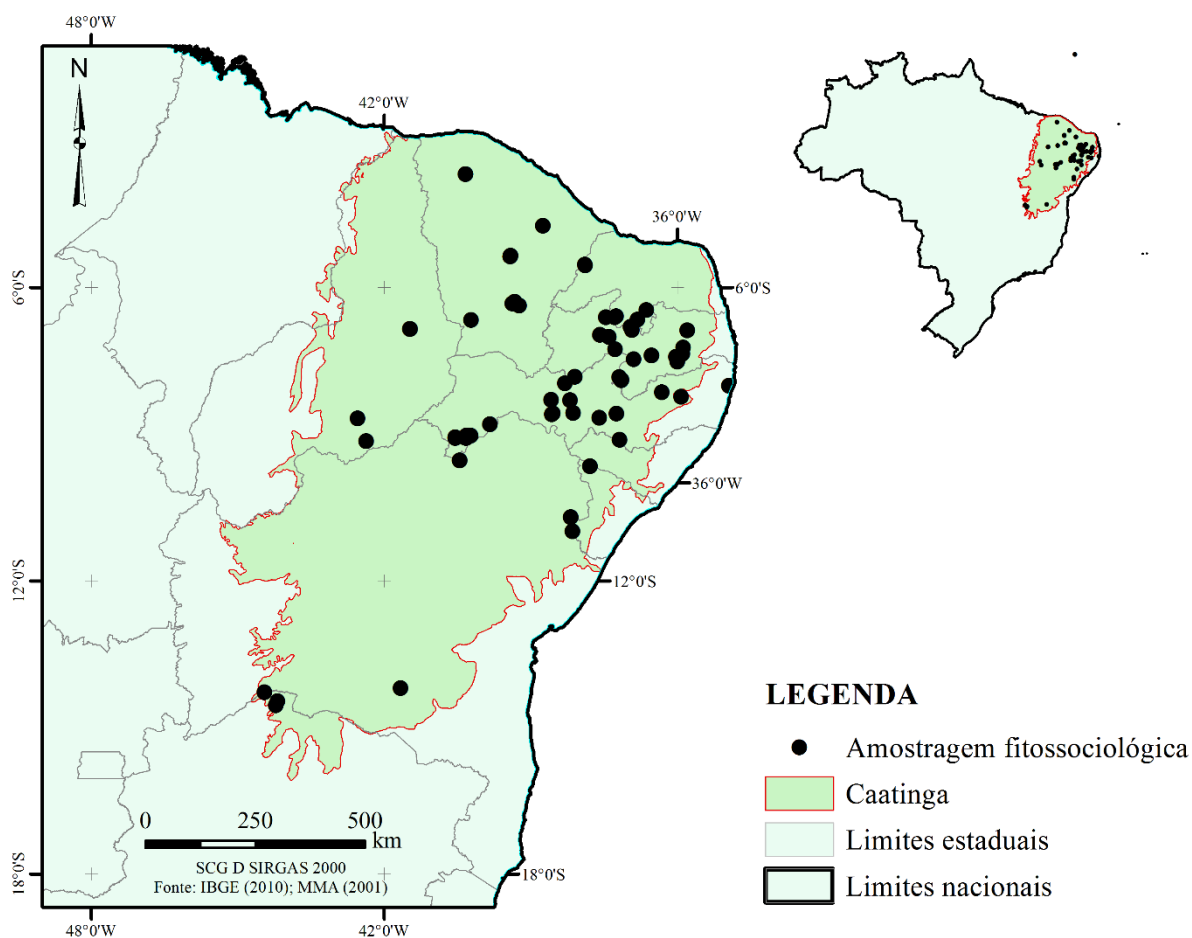 48°0'W
N
42°0'W
36°0'W
6°0'S
6°0'S
36°0'W
12°0'S
12°0'S
18°0'S
18°0'S
48°0'W
42°0'W
0 250 500
km
SCG D SIRGAS 2000
Fonte: IBGE (2010); MMA (2001)
LEGENDA
Amostragem fitossociológica
Caatinga
Limites estaduais
Limites nacionais